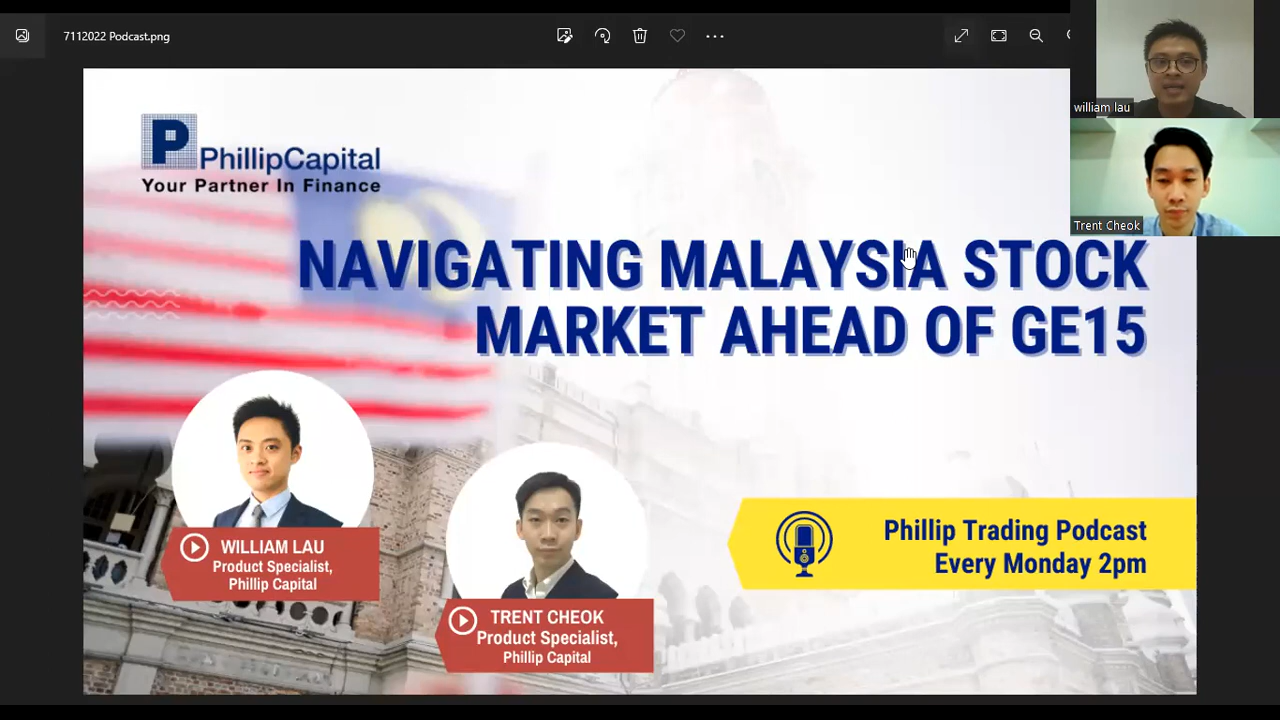 7112022 Podcast.png
william lau
Trent Cheok
P
PhillipCapital
Your Partner In Finance
NAVIGATING MALAYSIA STOCK
MARKET AHEAD OF GE15
WILLIAM LAU
Product Specialist,
Phillip Capital
TRENT CHEOK
Product Specialist,
Phillip Capital
Phillip Trading Podcast
Every Monday 2pm